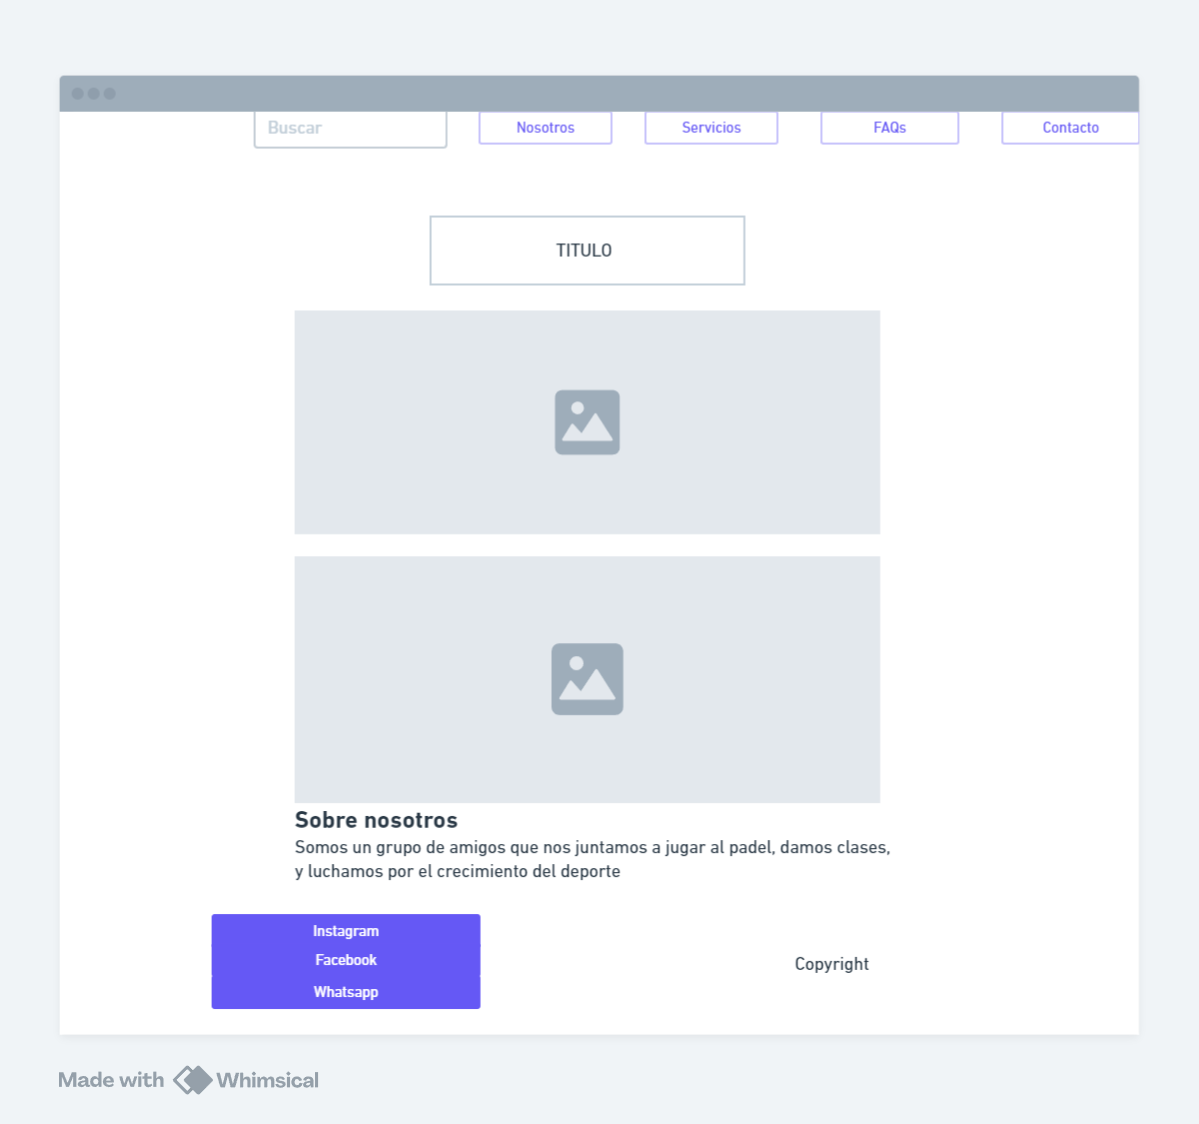 Buscar
Nosotros
Servicios
FAQs
Contacto
TITULO
Sobre nosotros
Somos un grupo de amigos que nos juntamos a jugar al padel, damos clases,
y luchamos por el crecimiento del deporte
Instagram
Facebook
Whatsapp
Copyright
Made with Whimsical